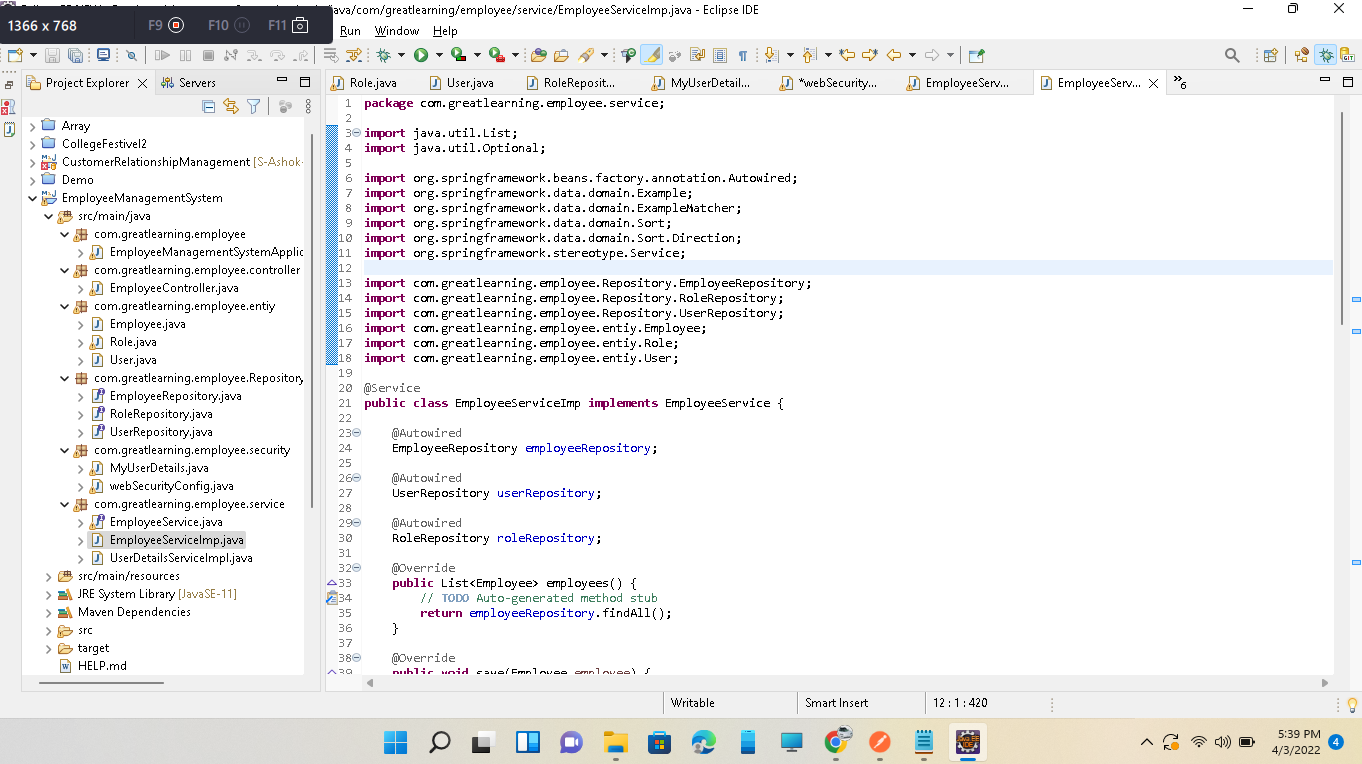 1366 x 768
F9
F10
F11
/java/com/greatlearning/employee/service/EmployeeServiceImp.java - Eclipse IDE
Run Window Help
Project Explorer
Servers
Role.java
User.java
RoleReposit...
MyUserDetail...
*webSecurity...
EmployeeServ...
EmployeeServ...
»6
Array
CollegeFestivel2
CustomerRelationshipManagement [S-Ashok-
Demo
EmployeeManagementSystem
src/main/java
com.greatlearning.employee
EmployeeManagementSystemApplic
com.greatlearning.employee.controller
EmployeeController.java
com.greatlearning.employee.entiy
Employee.java
Role.java
User.java
com.greatlearning.employee.Repository
EmployeeRepository.java
RoleRepository.java
UserRepository.java
com.greatlearning.employee.security
MyUserDetails.java
webSecurityConfig.java
com.greatlearning.employee.service
EmployeeService.java
EmployeeServiceImp.java
UserDetailsServiceImpl.java
src/main/resources
JRE System Library [JavaSE-11]
Maven Dependencies
src
target
HELP.md
1 package com.greatlearning.employee.service;
2
3 import java.util.List;
4 import java.util.Optional;
5
6 import org.springframework.beans.factory.annotation.Autowired;
7 import org.springframework.data.domain.Example;
8 import org.springframework.data.domain.ExampleMatcher;
9 import org.springframework.data.domain.Sort;
10 import org.springframework.data.domain.Sort.Direction;
11 import org.springframework.stereotype.Service;
12
13 import com.greatlearning.employee.Repository.EmployeeRepository;
14 import com.greatlearning.employee.Repository.RoleRepository;
15 import com.greatlearning.employee.Repository.UserRepository;
16 import com.greatlearning.employee.entiy.Employee;
17 import com.greatlearning.employee.entiy.Role;
18 import com.greatlearning.employee.entiy.User;
19
20 @Service
21 public class EmployeeServiceImp implements EmployeeService {
22
23 @Autowired
24 EmployeeRepository employeeRepository;
25
26 @Autowired
27 UserRepository userRepository;
28
29 @Autowired
30 RoleRepository roleRepository;
31
32 @Override
33 public List<Employee> employees() {
34 // TODO Auto-generated method stub
35 return employeeRepository.findAll();
36 }
37
38 @Override
39 public void save(Employee employee) {
Writable
Smart Insert
12 : 1 : 420
5:39 PM
4/3/2022
4